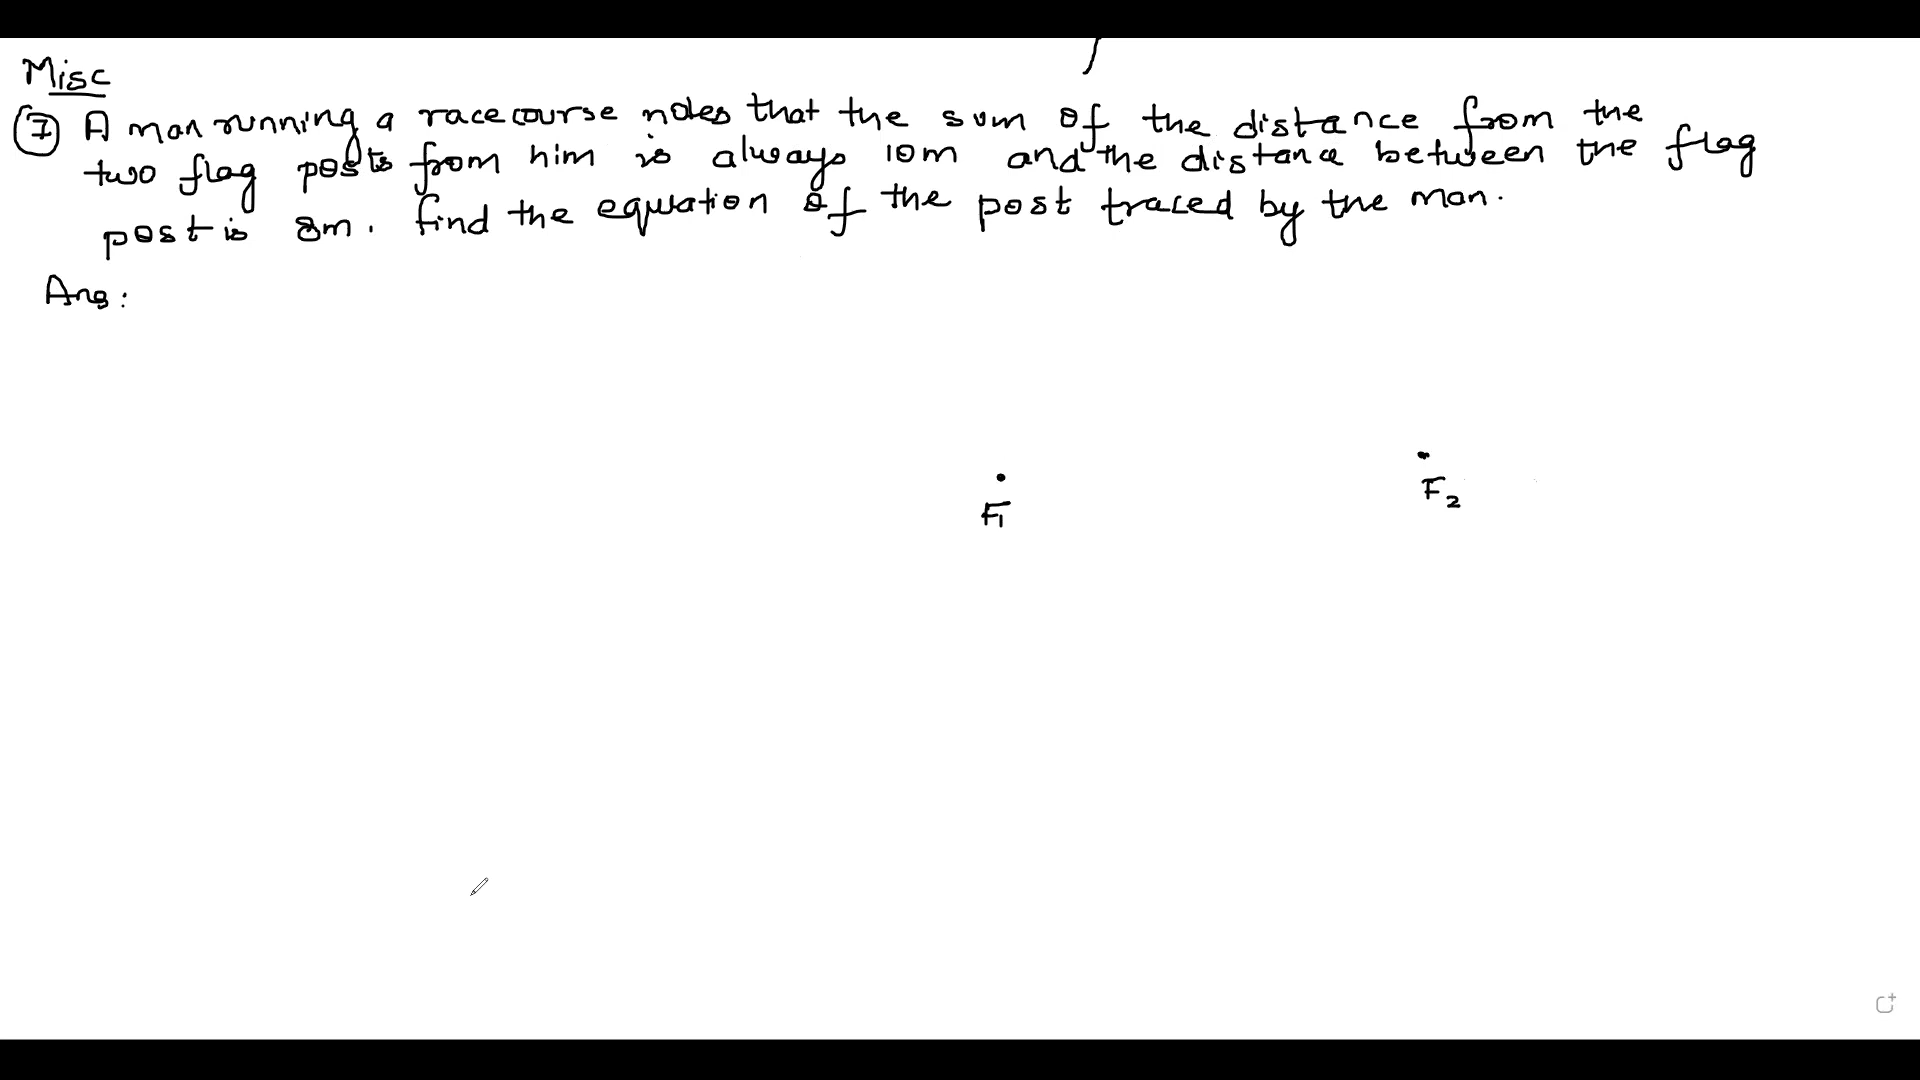 Misc
7 A man running a racecourse notes that the sum of the distance from the
two flag posts from him is always 10m and the distance between the flag
post is 8m. find the equation of the post traced by the man.
Ans:
F1
F2